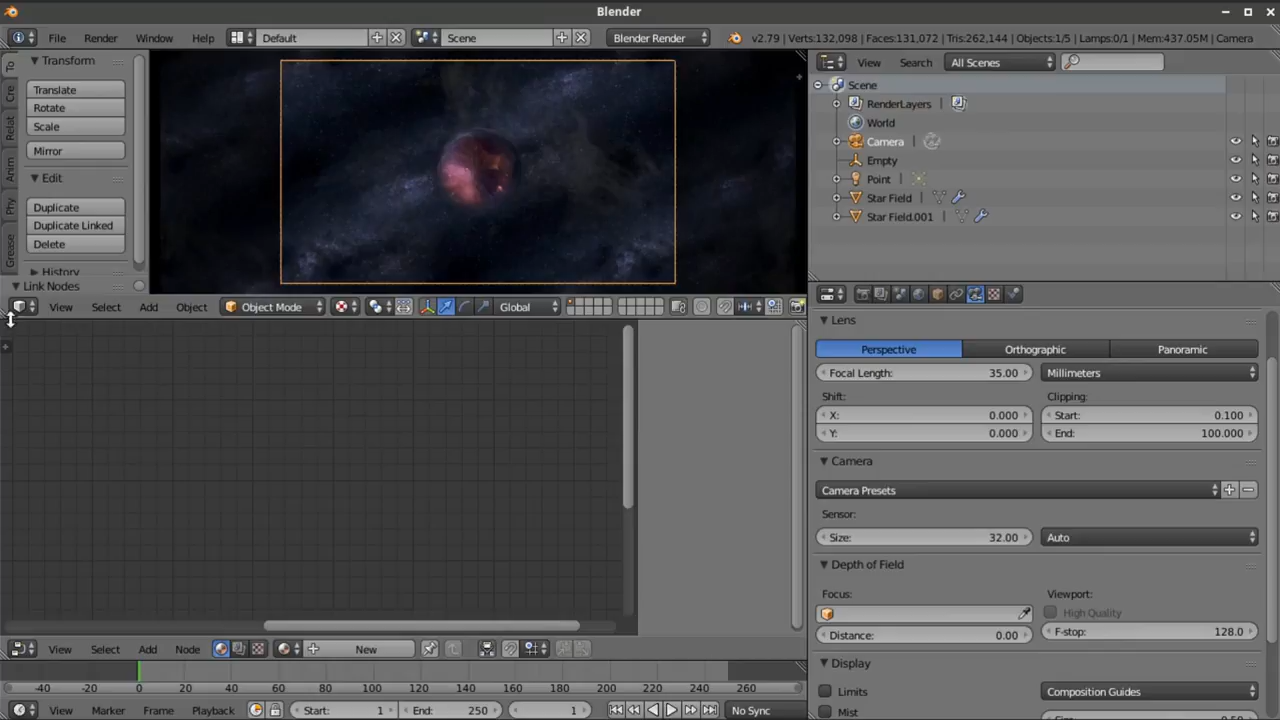 Blender
File Render Window Help Default Scene Blender Render v2.79 | Verts:132,098 | Faces:131,072 | Tris:262,144 | Objects:1/5 | Lamps:0/1 | Mem:437.05M | Camera
Transform
Translate
Rotate
Scale
Mirror
Edit
Duplicate
Duplicate Linked
Delete
History
Link Nodes
To
Cre
Relat
Anim
Phy
Grease
View Select Add Object Object Mode Global
View Search All Scenes
Scene
RenderLayers
World
Camera
Empty
Point
Star Field
Star Field.001
Lens
Perspective Orthographic Panoramic
Focal Length: 35.00 Millimeters
Shift: Clipping:
X: 0.000 Start: 0.100
Y: 0.000 End: 100.000
Camera
Camera Presets
Sensor:
Size: 32.00 Auto
Depth of Field
Focus: Viewport:
High Quality
Distance: 0.00 F-stop: 128.0
Display
Limits Composition Guides
Mist
View Select Add Node New
-40 -20 0 20 40 60 80 100 120 140 160 180 200 220 240 260
View Marker Frame Playback Start: 1 End: 250 1 No Sync